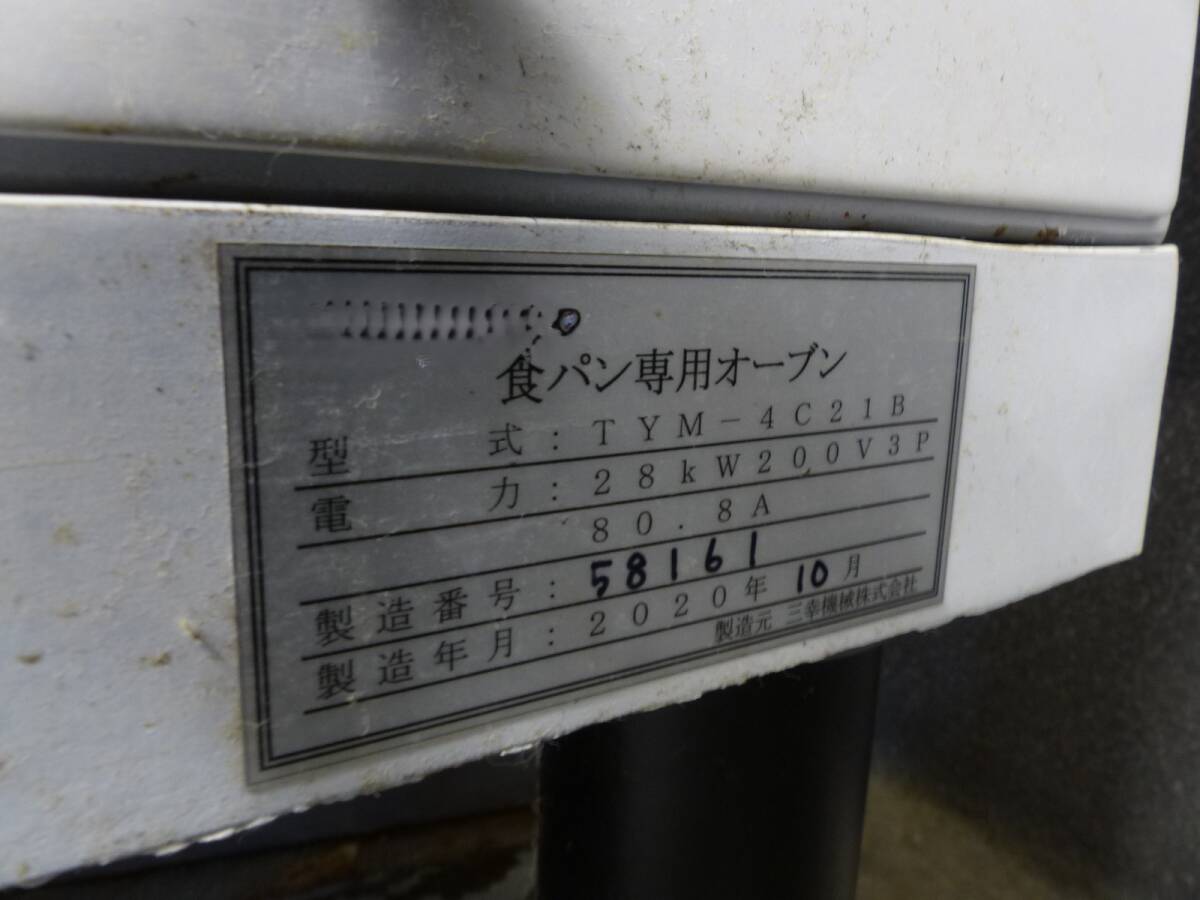 食パン専用オーブン
型式:TYM-4C21B
電力:28kW200V3P
80.8A
製造番号:58161
製造年月:2020年10月
製造元 三幸機械株式会社